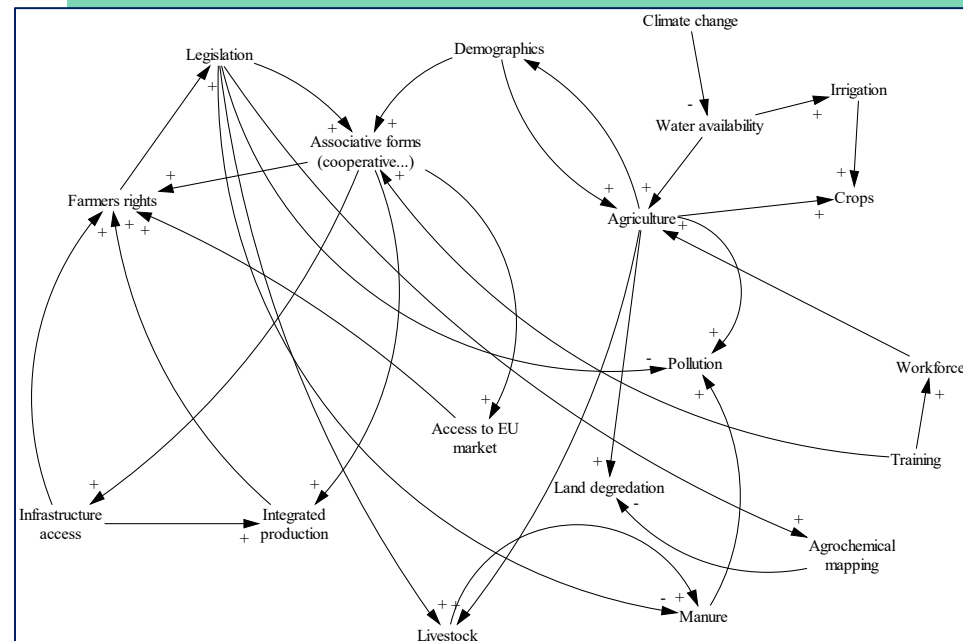 Climate change
Legislation
Demographics
Irrigation
Water availability
Associative forms
(cooperative...)
Farmers rights
Crops
Agriculture
Pollution
Workforce
Access to EU
market
Training
Land degredation
Infrastructure
access
Integrated
production
Agrochemical
mapping
Manure
Livestock